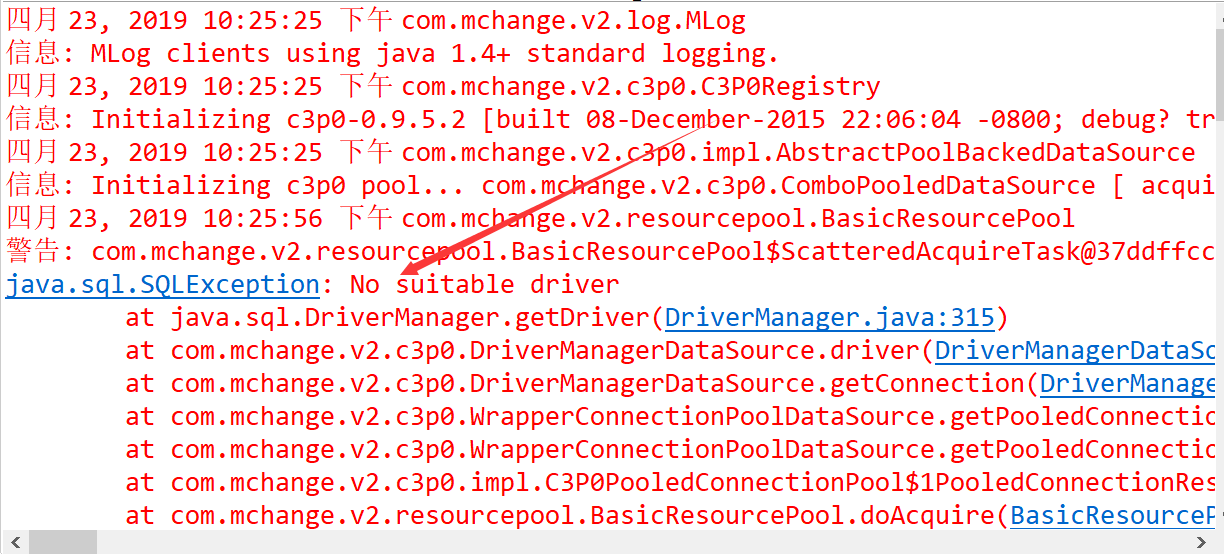 四月 23, 2019 10:25:25 下午 com.mchange.v2.log.MLog
信息: MLog clients using java 1.4+ standard logging.
四月 23, 2019 10:25:25 下午 com.mchange.v2.c3p0.C3P0Registry
信息: Initializing c3p0-0.9.5.2 [built 08-December-2015 22:06:04 -0800; debug? tr
四月 23, 2019 10:25:25 下午 com.mchange.v2.c3p0.impl.AbstractPoolBackedDataSource
信息: Initializing c3p0 pool... com.mchange.v2.c3p0.ComboPooledDataSource [ acqui
四月 23, 2019 10:25:56 下午 com.mchange.v2.resourcepool.BasicResourcePool
警告: com.mchange.v2.resourcepool.BasicResourcePool$ScatteredAcquireTask@37ddffcc
java.sql.SQLException: No suitable driver
at java.sql.DriverManager.getDriver(DriverManager.java:315)
at com.mchange.v2.c3p0.DriverManagerDataSource.driver(DriverManagerDataSo
at com.mchange.v2.c3p0.DriverManagerDataSource.getConnection(DriverManage
at com.mchange.v2.c3p0.WrapperConnectionPoolDataSource.getPooledConnectio
at com.mchange.v2.c3p0.WrapperConnectionPoolDataSource.getPooledConnectio
at com.mchange.v2.c3p0.impl.C3P0PooledConnectionPool$1PooledConnectionRes
at com.mchange.v2.resourcepool.BasicResourcePool.doAcquire(BasicResourceP